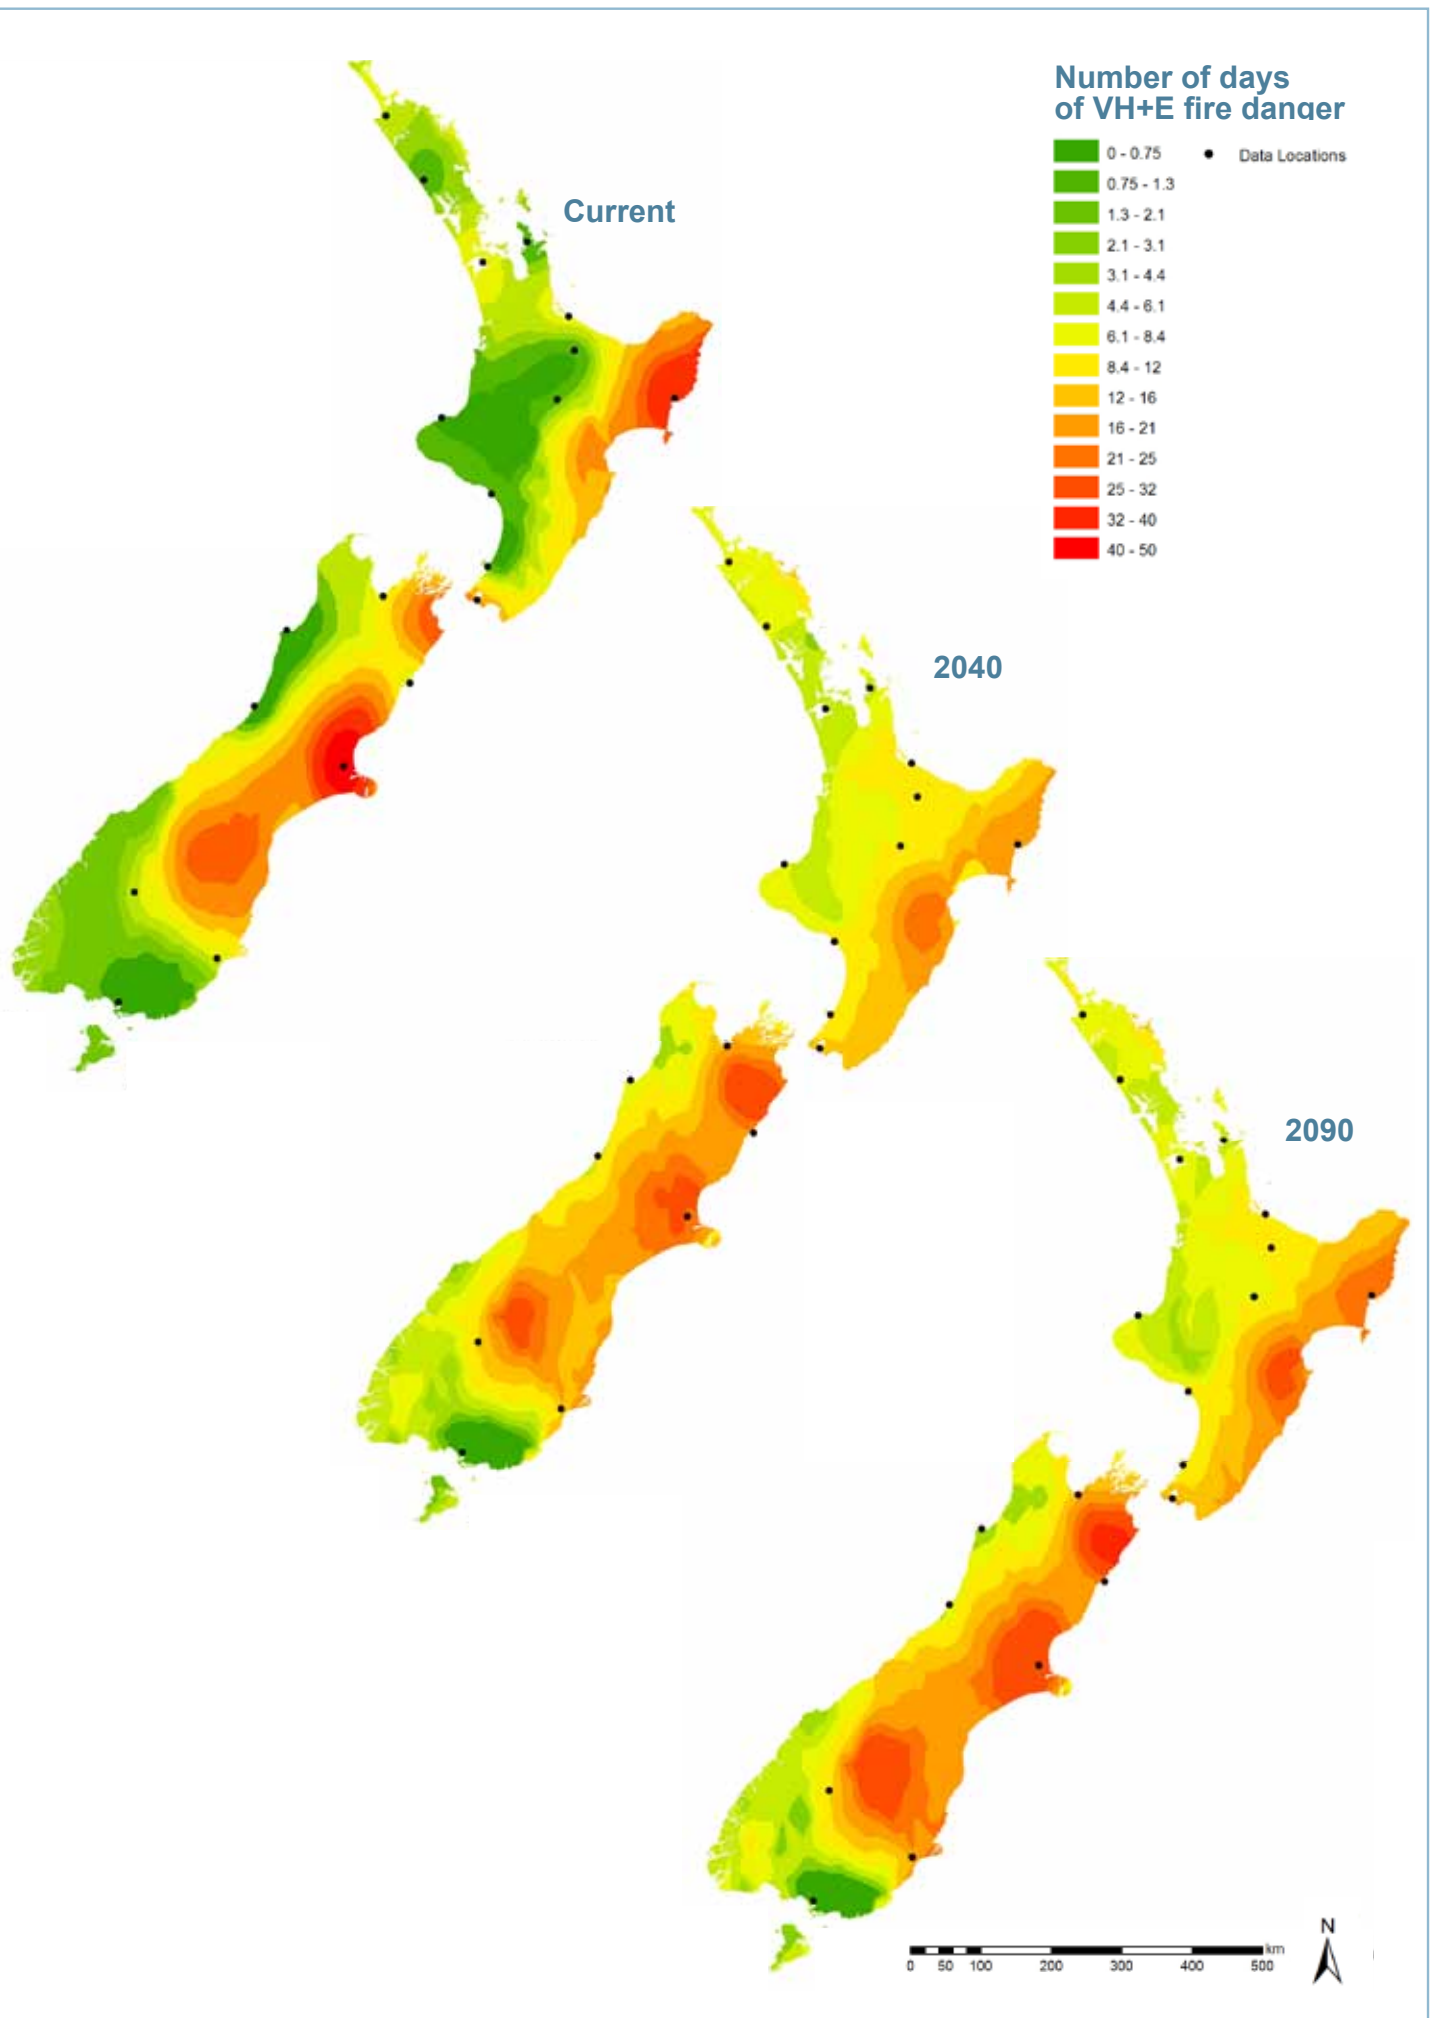 Number of days
of VH+E fire danger
0 - 0.75
Data Locations
0.75 - 1.3
1.3 - 2.1
2.1 - 3.1
3.1 - 4.4
4.4 - 6.1
6.1 - 8.4
8.4 - 12
12 - 16
16 - 21
21 - 25
25 - 32
32 - 40
40 - 50
Current
2040
2090
N
km
0 50 100 200 300 400 500